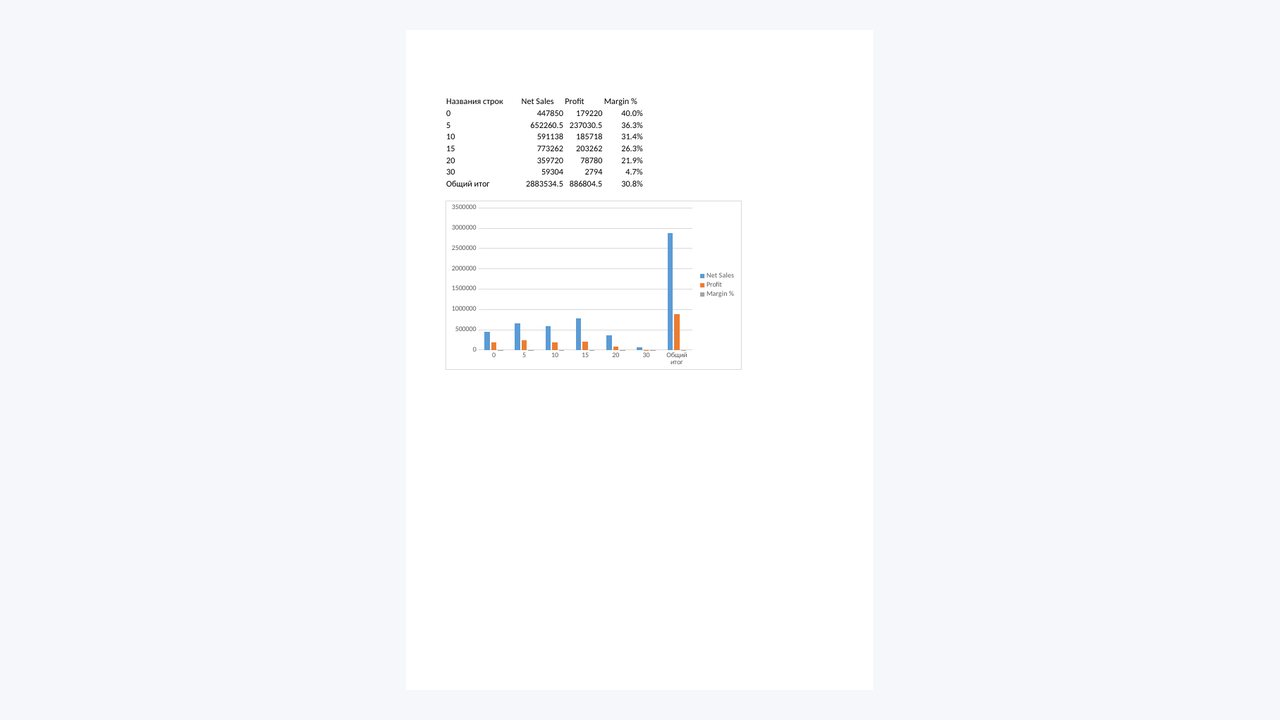 Названия строк Net Sales Profit Margin %
0 447850 179220 40.0%
5 652260.5 237030.5 36.3%
10 591138 185718 31.4%
15 773262 203262 26.3%
20 359720 78780 21.9%
30 59304 2794 4.7%
Общий итог 2883534.5 886804.5 30.8%
3500000
3000000
2500000
2000000
1500000
1000000
500000
0
0 5 10 15 20 30 Общий
итог
Net Sales
Profit
Margin %